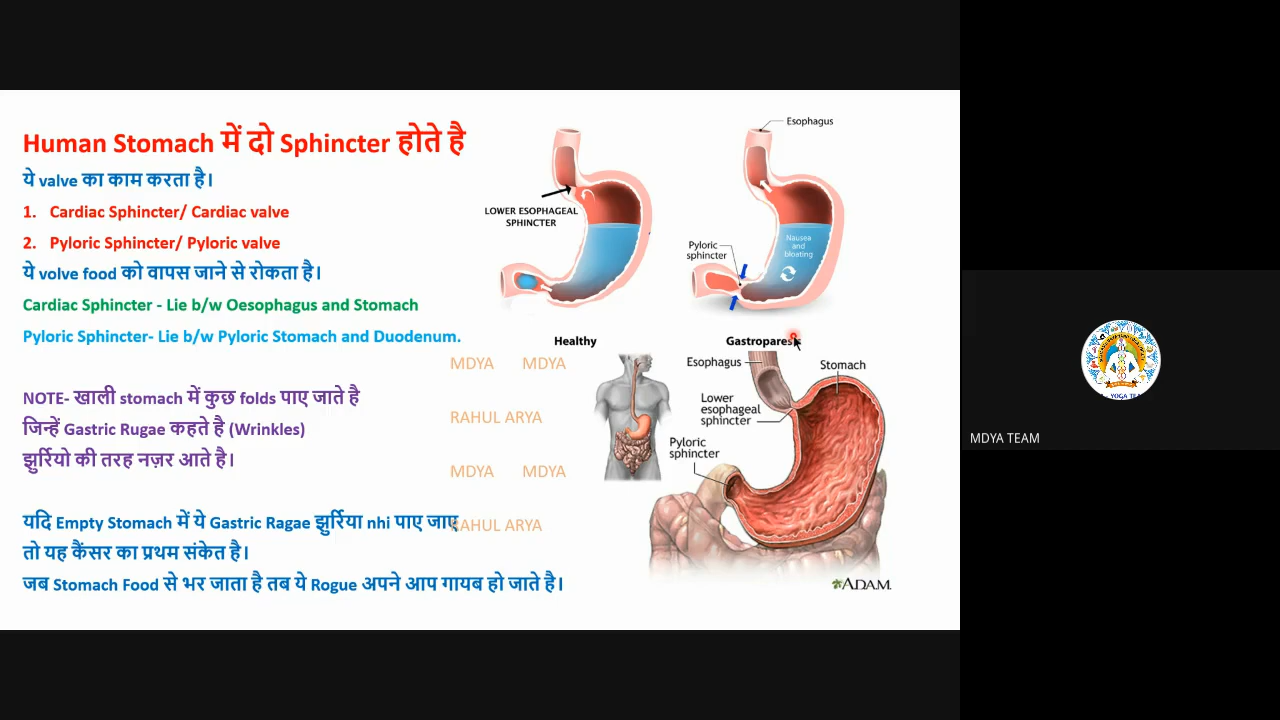 Human Stomach में दो Sphincter होते है
ये valve का काम करता है।
1. Cardiac Sphincter/ Cardiac valve
2. Pyloric Sphincter/ Pyloric valve
ये volve food को वापस जाने से रोकता है।
Cardiac Sphincter - Lie b/w Oesophagus and Stomach
Pyloric Sphincter- Lie b/w Pyloric Stomach and Duodenum.
NOTE- खाली stomach में कुछ folds पाए जाते है
जिन्हें Gastric Rugae कहते है (Wrinkles)
झुर्रियो की तरह नज़र आते है।
यदि Empty Stomach में ये Gastric Ragae झुर्रिया nhi पाए जाए
तो यह कैंसर का प्रथम संकेत है।
जब Stomach Food से भर जाता है तब ये Rogue अपने आप गायब हो जाते है।
MDYA MDYA
RAHUL ARYA
MDYA MDYA
RAHUL ARYA
LOWER ESOPHAGEAL
SPHINCTER
Healthy
Esophagus
Pyloric
sphincter
Nausea
and
bloating
Gastroparesis
Esophagus
Stomach
Lower
esophageal
sphincter
Pyloric
sphincter
ADAM.
MDYA TEAM